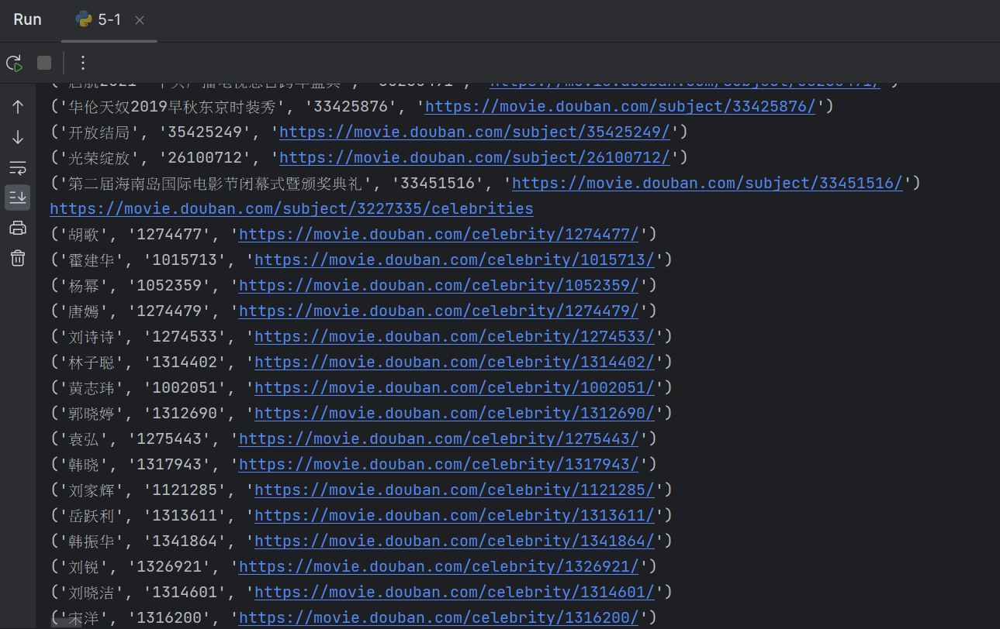 Run
5-1
('华伦天奴2019早秋东京时装秀', '33425876', 'https://movie.douban.com/subject/33425876/')
('开放结局', '35425249', 'https://movie.douban.com/subject/35425249/')
('光荣绽放', '26100712', 'https://movie.douban.com/subject/26100712/')
('第二届海南岛国际电影节闭幕式暨颁奖典礼', '33451516', 'https://movie.douban.com/subject/33451516/')
https://movie.douban.com/subject/3227335/celebrities
('胡歌', '1274477', 'https://movie.douban.com/celebrity/1274477/')
('霍建华', '1015713', 'https://movie.douban.com/celebrity/1015713/')
('杨幂', '1052359', 'https://movie.douban.com/celebrity/1052359/')
('唐嫣', '1274479', 'https://movie.douban.com/celebrity/1274479/')
('刘诗诗', '1274533', 'https://movie.douban.com/celebrity/1274533/')
('林子聪', '1314402', 'https://movie.douban.com/celebrity/1314402/')
('黄志玮', '1002051', 'https://movie.douban.com/celebrity/1002051/')
('郭晓婷', '1312690', 'https://movie.douban.com/celebrity/1312690/')
('袁弘', '1275443', 'https://movie.douban.com/celebrity/1275443/')
('韩晓', '1317943', 'https://movie.douban.com/celebrity/1317943/')
('刘家辉', '1121285', 'https://movie.douban.com/celebrity/1121285/')
('岳跃利', '1313611', 'https://movie.douban.com/celebrity/1313611/')
('韩振华', '1341864', 'https://movie.douban.com/celebrity/1341864/')
('刘锐', '1326921', 'https://movie.douban.com/celebrity/1326921/')
('刘晓洁', '1314601', 'https://movie.douban.com/celebrity/1314601/')
('宋洋', '1316200', 'https://movie.douban.com/celebrity/1316200/')